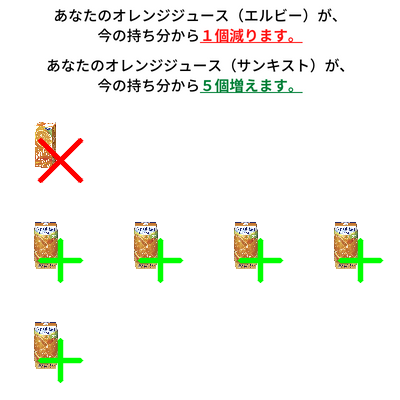 あなたのオレンジジュース（エルビー）が、
今の持ち分から１個減ります。
あなたのオレンジジュース（サンキスト）が、
今の持ち分から５個増えます。